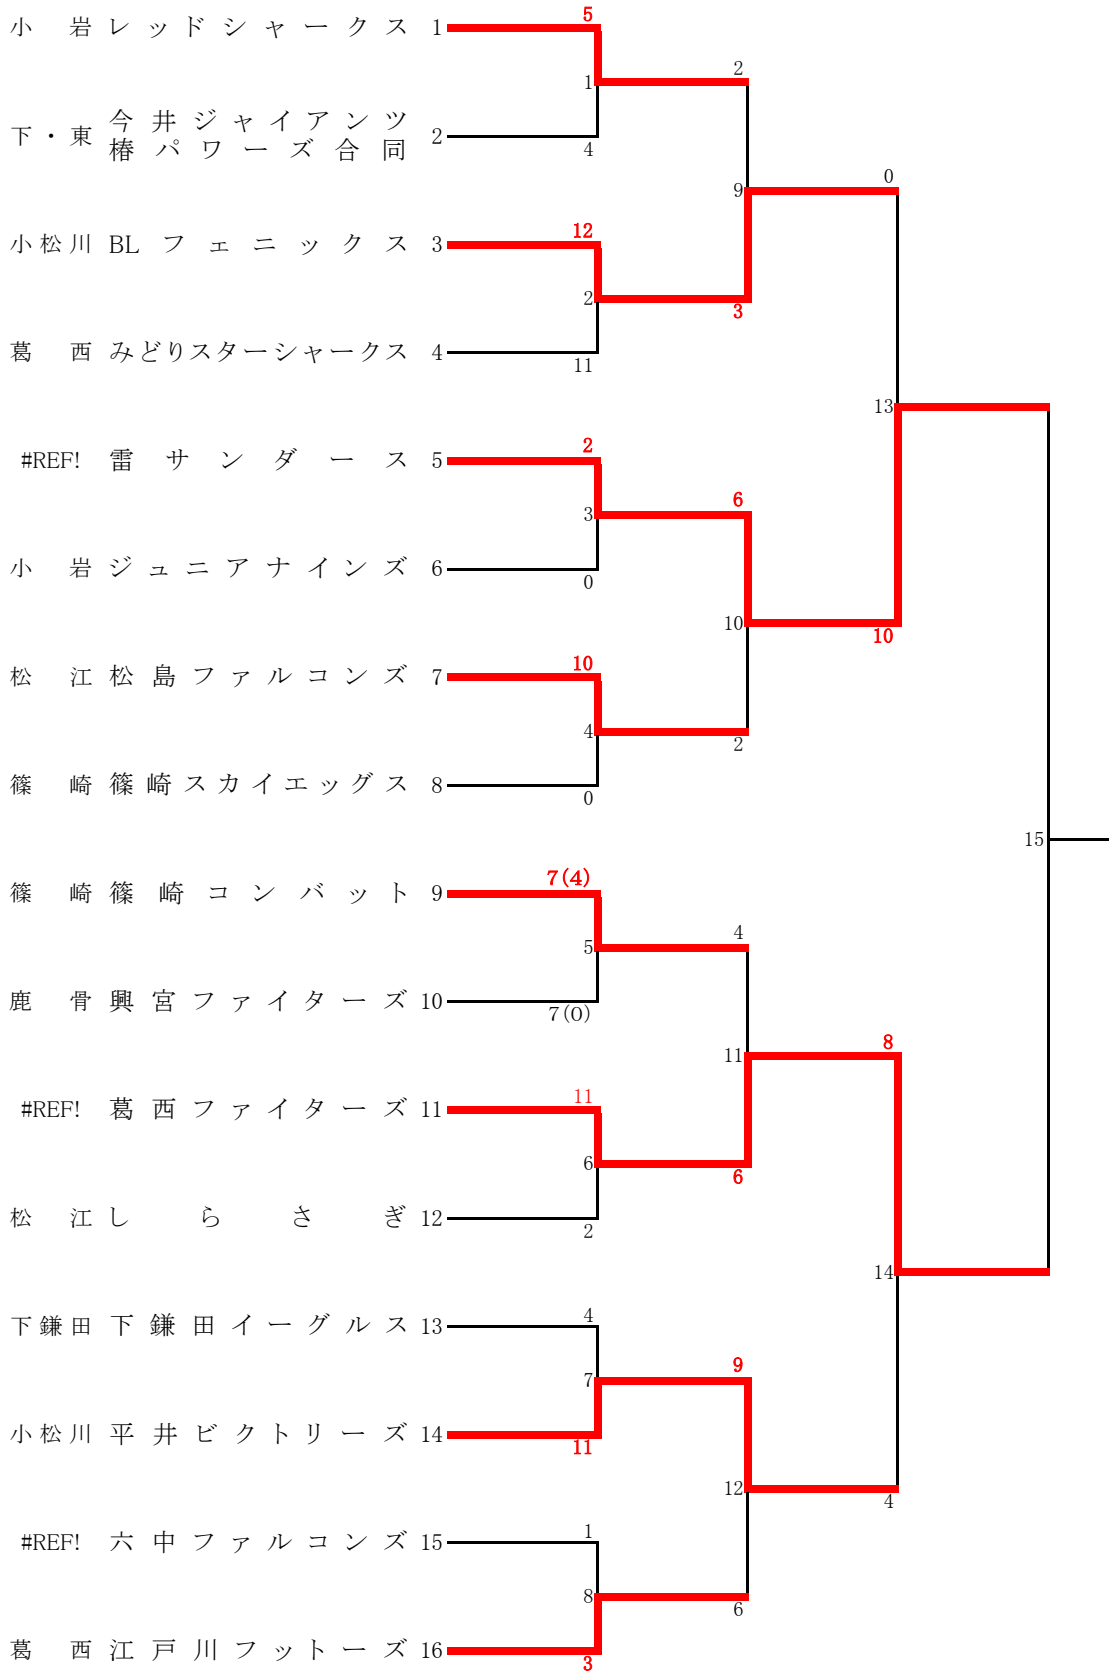 小 岩 レッドシャークス 1
5
1
2
下・東 今井ジャイアンツ 2
椿パワーズ合同
4
9
0
小松川 BL フェニックス 3
12
2
3
葛 西 みどりスターシャークス 4
11
13
#REF! 雷サンダース 5
2
3
6
小 岩 ジュニアナインズ 6
0
10
10
松 江 松島ファルコンズ 7
10
4
2
篠 崎 篠崎スカイエッグス 8
0
15
篠 崎 篠崎コンバット 9
7(4)
5
4
鹿 骨 興宮ファイターズ 10
7(0)
11
8
#REF! 葛西ファイターズ 11
11
6
6
松 江 しらさぎ 12
2
14
下鎌田 下鎌田イーグルス 13
4
7
9
小松川 平井ビクトリーズ 14
11
12
4
#REF! 六中ファルコンズ 15
1
8
6
葛 西 江戸川フットーズ 16
3